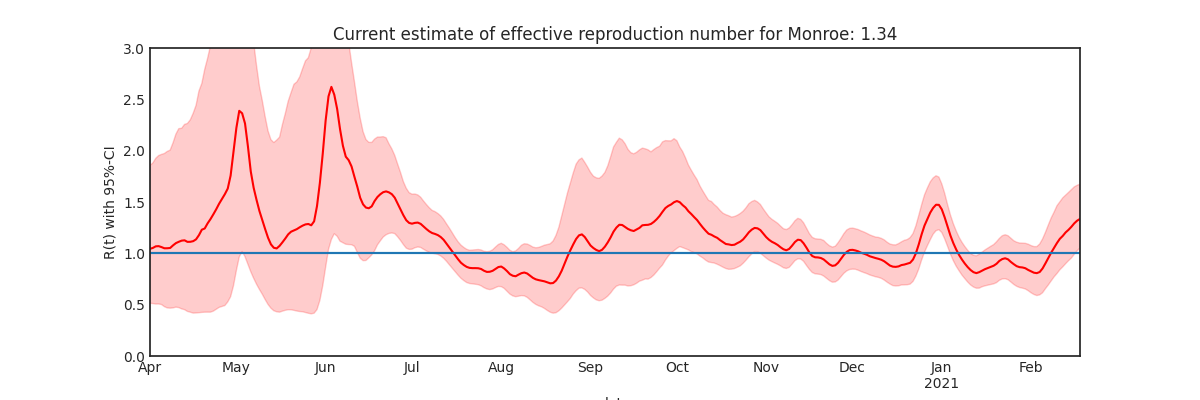 Current estimate of effective reproduction number for Monroe: 1.34
R(t) with 95%-CI
3.0
2.5
2.0
1.5
1.0
0.5
0.0
Apr May Jun Jul Aug Sep Oct Nov Dec Jan Feb
2021